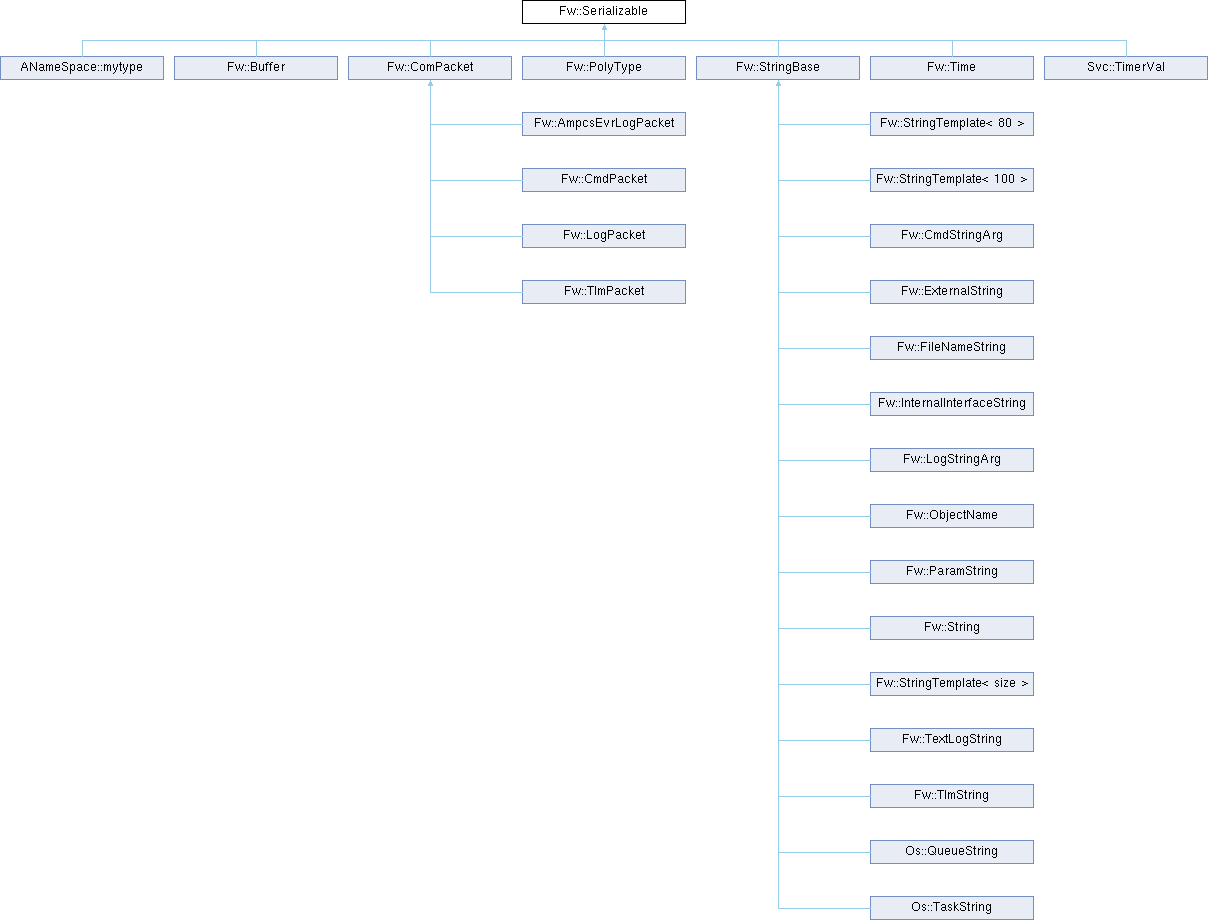 Fw::Serializable
ANameSpace::mytype
Fw::Buffer
Fw::ComPacket
Fw::PolyType
Fw::StringBase
Fw::Time
Svc::TimerVal
Fw::AmpcsEvrLogPacket
Fw::StringTemplate< 80 >
Fw::CmdPacket
Fw::StringTemplate< 100 >
Fw::LogPacket
Fw::CmdStringArg
Fw::TlmPacket
Fw::ExternalString
Fw::FileNameString
Fw::InternalInterfaceString
Fw::LogStringArg
Fw::ObjectName
Fw::ParamString
Fw::String
Fw::StringTemplate< size >
Fw::TextLogString
Fw::TlmString
Os::QueueString
Os::TaskString